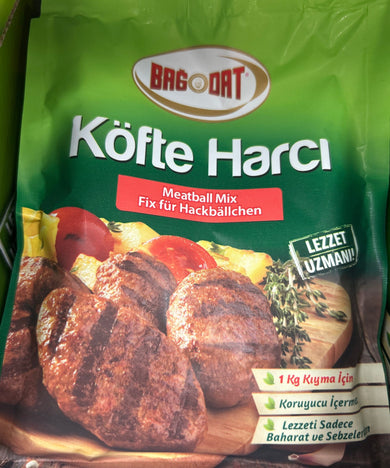 BAĞDAT
Köfte Harcı
Meatball Mix
Fix für Hackbällchen
LEZZET
UZMANI!
1 Kg Kıyma İçin
Koruyucu İçerme
Lezzeti Sadece
Baharat ve Sebzelerden